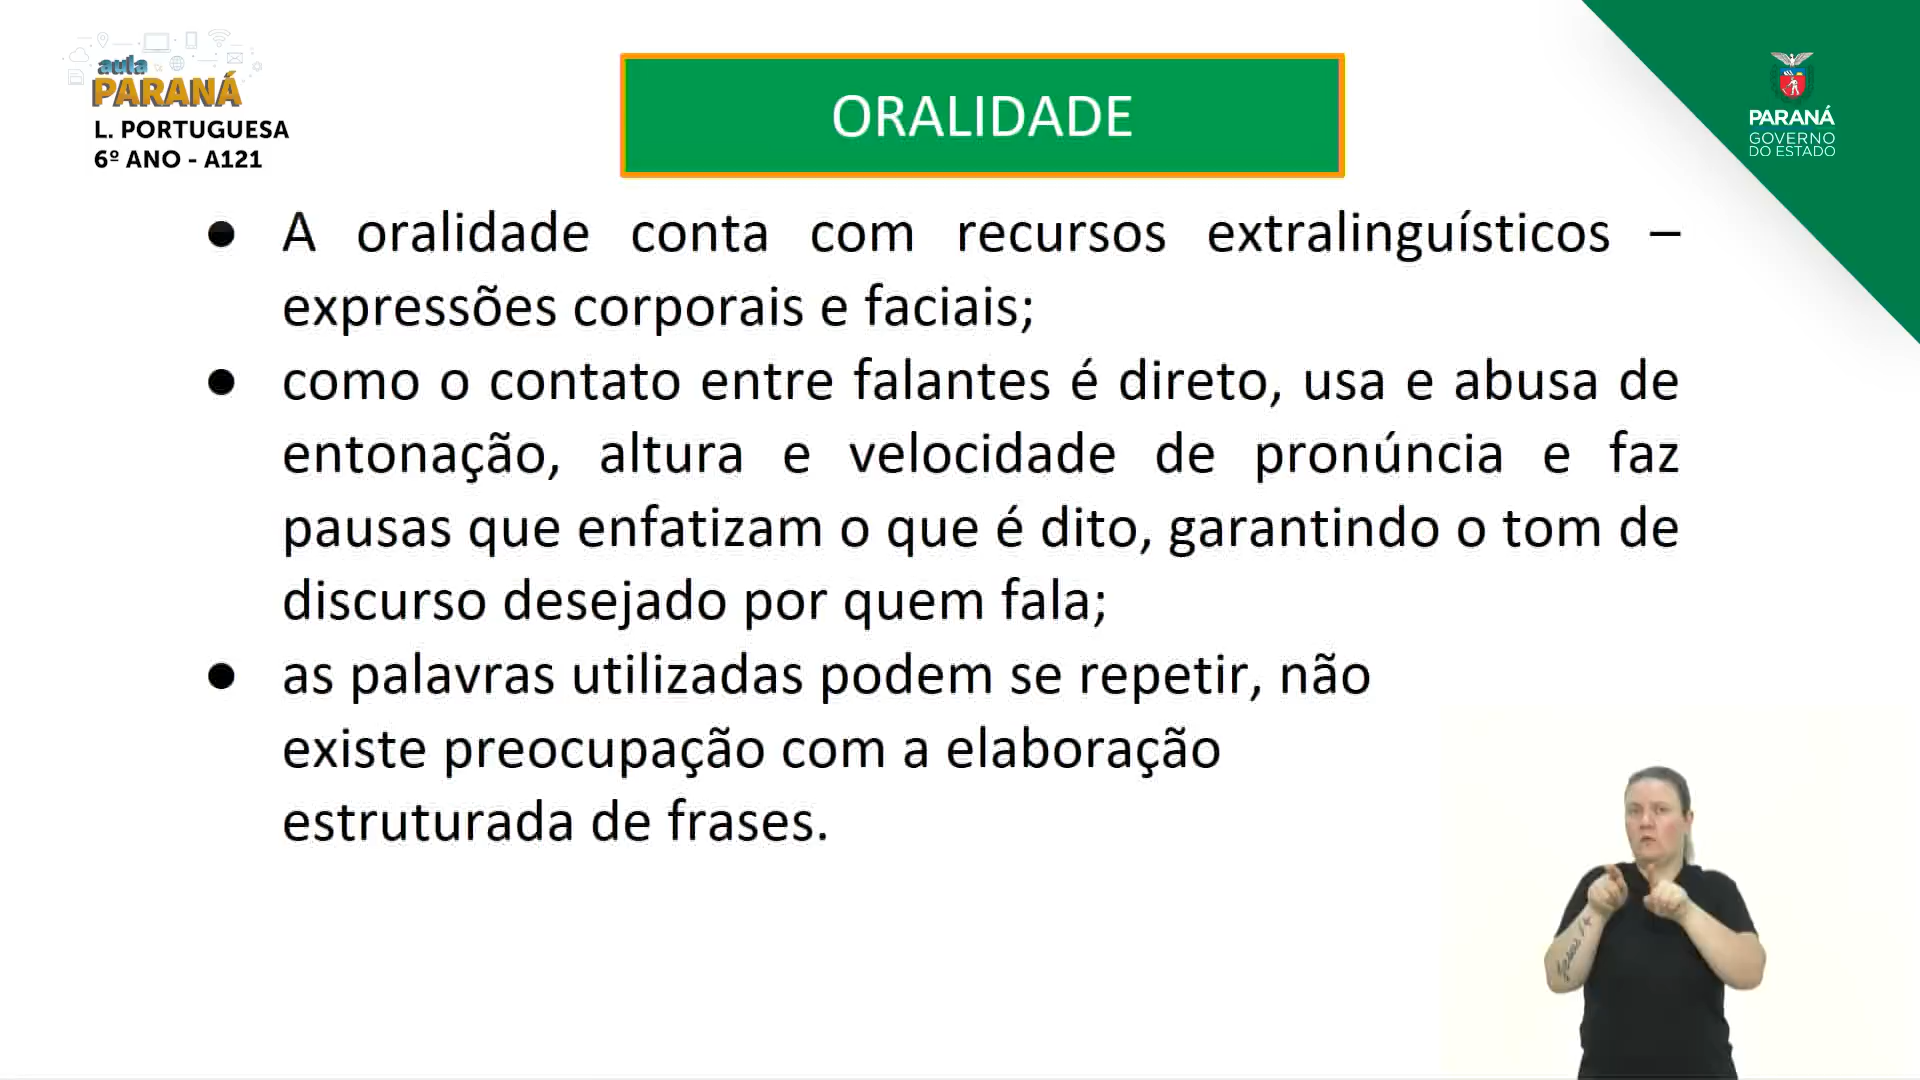 aula
PARANÁ
L. PORTUGUESA
6º ANO - A121
ORALIDADE
PARANÁ
GOVERNO
DO ESTADO
● A oralidade conta com recursos extralinguísticos –
expressões corporais e faciais;
● como o contato entre falantes é direto, usa e abusa de
entonação, altura e velocidade de pronúncia e faz
pausas que enfatizam o que é dito, garantindo o tom de
discurso desejado por quem fala;
● as palavras utilizadas podem se repetir, não
existe preocupação com a elaboração
estruturada de frases.